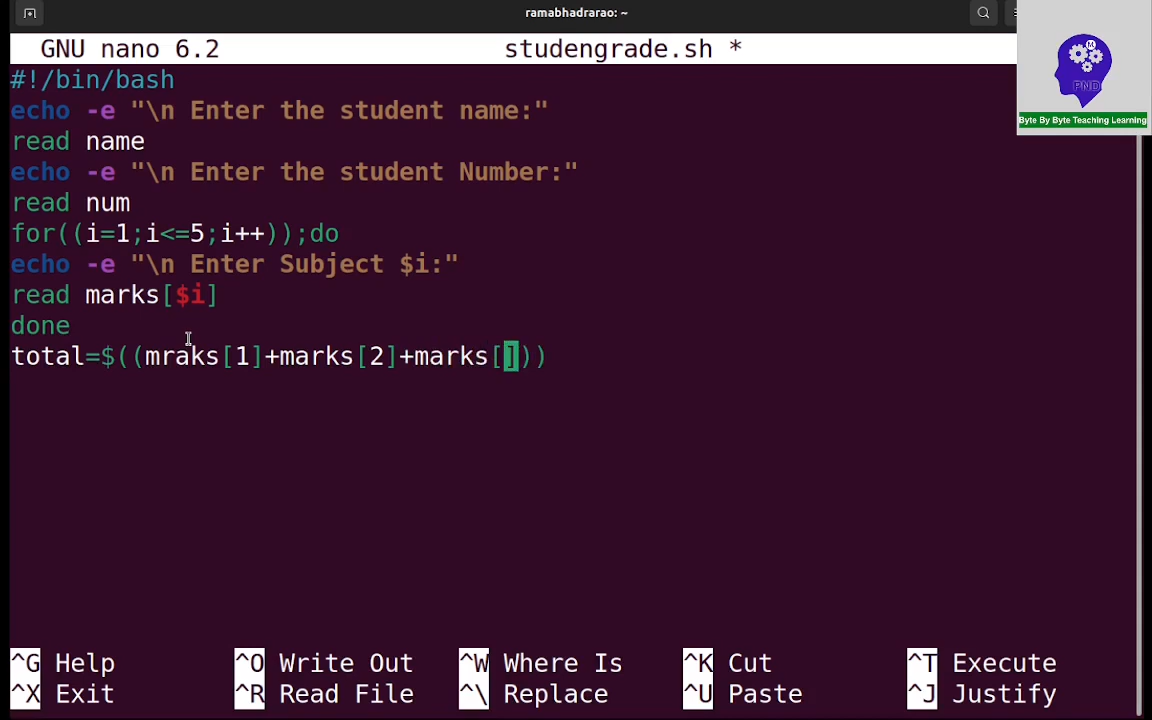 ramabhadrarao: ~
GNU nano 6.2 studengrade.sh *
#!/bin/bash
echo -e "\n Enter the student name:"
read name
echo -e "\n Enter the student Number:"
read num
for((i=1;i<=5;i++));do
echo -e "\n Enter Subject $i:"
read marks[$i]
done
total=$((mraks[1]+marks[2]+marks[]))
PND
Byte By Byte Teaching Learning
^G Help ^O Write Out ^W Where Is ^K Cut ^T Execute
^X Exit ^R Read File ^\ Replace ^U Paste ^J Justify